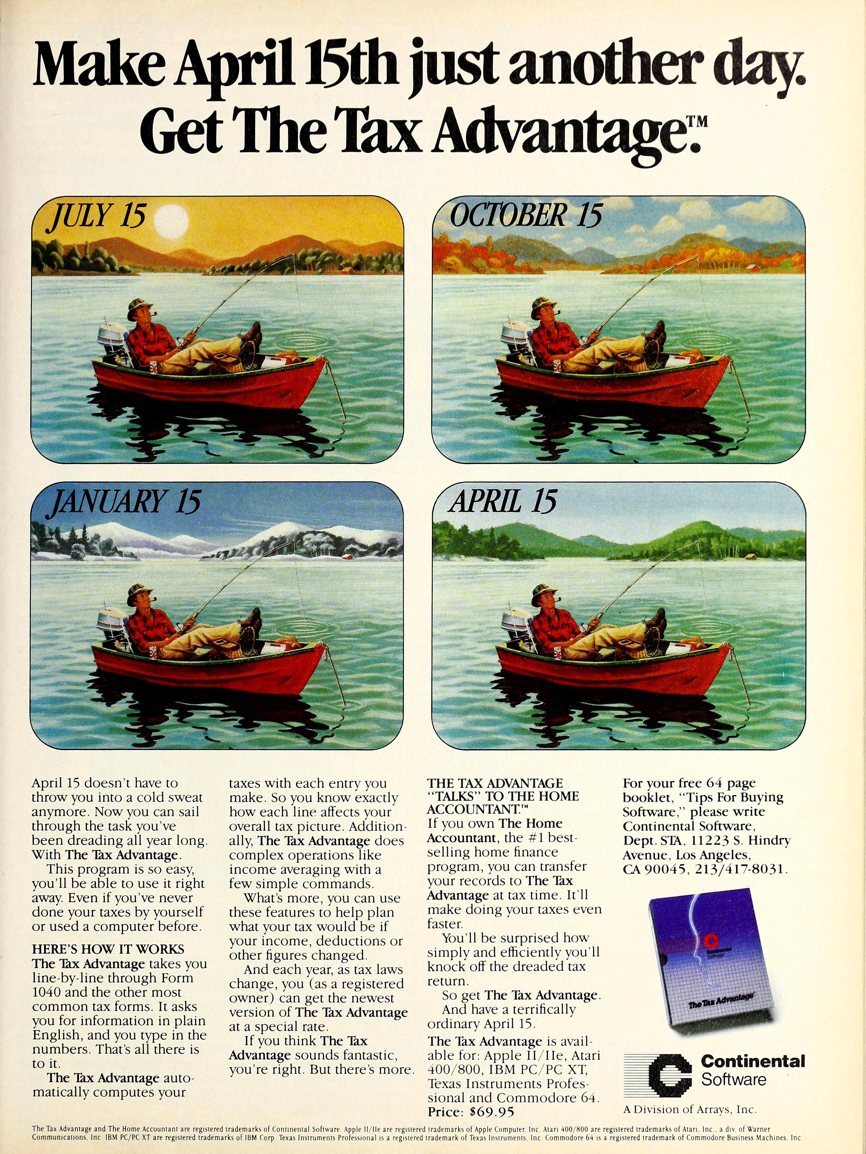 Make April 15th just another day.
Get The Tax Advantage.™
JULY 15
OCTOBER 15
JANUARY 15
APRIL 15
April 15 doesn't have to
throw you into a cold sweat
anymore. Now you can sail
through the task you've
been dreading all year long.
With The Tax Advantage.
This program is so easy,
you'll be able to use it right
away. Even if you've never
done your taxes by yourself
or used a computer before.
HERE'S HOW IT WORKS
The Tax Advantage takes you
line-by-line through Form
1040 and the other most
common tax forms. It asks
you for information in plain
English, and you type in the
numbers. That's all there is
to it.
The Tax Advantage auto-
matically computes your
taxes with each entry you
make. So you know exactly
how each line affects your
overall tax picture. Addition-
ally, The Tax Advantage does
complex operations like
income averaging with a
few simple commands.
What's more, you can use
these features to help plan
what your tax would be if
your income, deductions or
other figures changed.
And each year, as tax laws
change, you (as a registered
owner) can get the newest
version of The Tax Advantage
at a special rate.
If you think The Tax
Advantage sounds fantastic,
you're right. But there's more.
THE TAX ADVANTAGE
"TALKS" TO THE HOME
ACCOUNTANT.™
If you own The Home
Accountant, the #1 best-
selling home finance
program, you can transfer
your records to The Tax
Advantage at tax time. It'll
make doing your taxes even
faster.
You'll be surprised how
simply and efficiently you'll
knock off the dreaded tax
return.
So get The Tax Advantage.
And have a terrifically
ordinary April 15.
The Tax Advantage is avail-
able for: Apple II/IIe, Atari
400/800, IBM PC/PC XT,
Texas Instruments Profes-
sional and Commodore 64.
Price: $69.95
For your free 64 page
booklet, "Tips For Buying
Software," please write
Continental Software,
Dept. STA, 11223 S. Hindry
Avenue, Los Angeles,
CA 90045, 213/417-8031.
Continental
Software
The Tax Advantage
Continental
Software
A Division of Arrays, Inc.
The Tax Advantage and The Home Accountant are registered trademarks of Continental Software. Apple II/IIe are registered trademarks of Apple Computer, Inc. Atari 400/800 are registered trademarks of Atari, Inc., a div. of Warner
Communications, Inc. IBM PC/PC XT are registered trademarks of IBM Corp. Texas Instruments Professional is a registered trademark of Texas Instruments, Inc. Commodore 64 is a registered trademark of Commodore Business Machines, Inc.